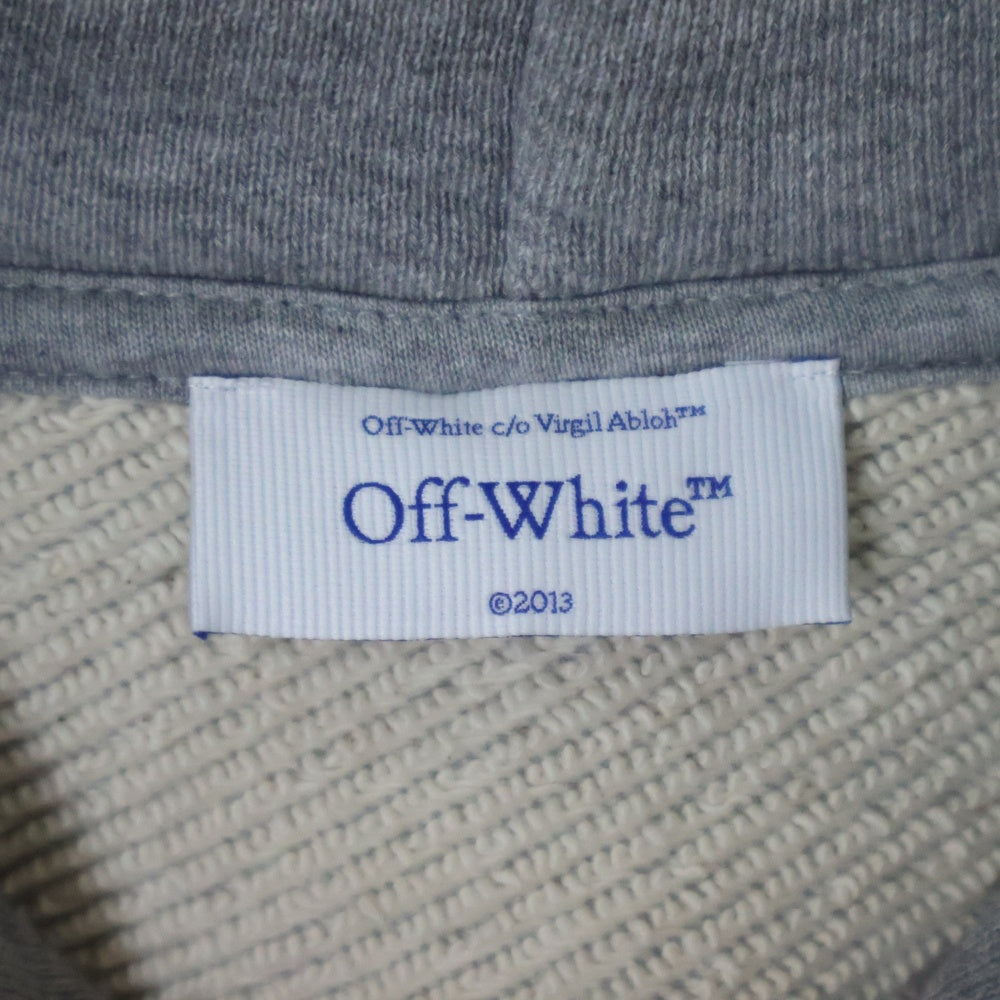 Off-White c/o Virgil Abloh™
Off-White™
©2013